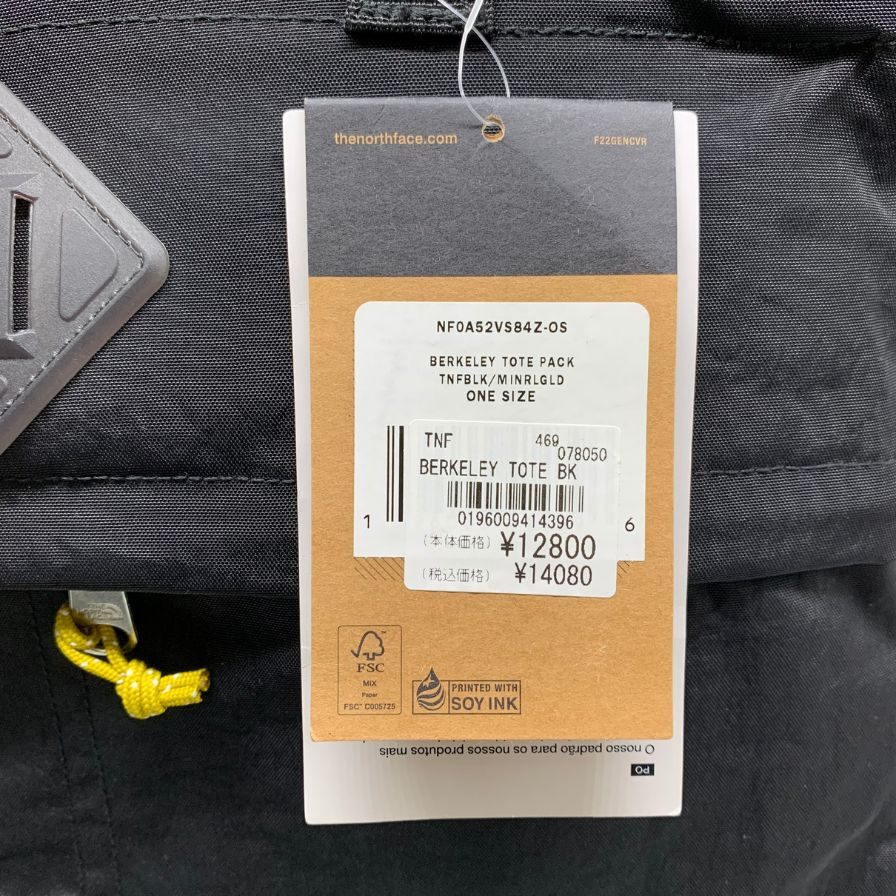 thenorthface.com
F22GENCVR
NF0A52VS84Z-OS
BERKELEY TOTE PACK
TNFBLK/MINRLGLD
ONE SIZE
TNF 469
078050
BERKELEY TOTE BK
1 6
0196009414396
(本体価格) ¥12800
(税込価格) ¥14080
FSC
MIX
Paper
FSC™ C005725
PRINTED WITH
SOY INK
O nosso padrão para os nossos produtos mais
PO